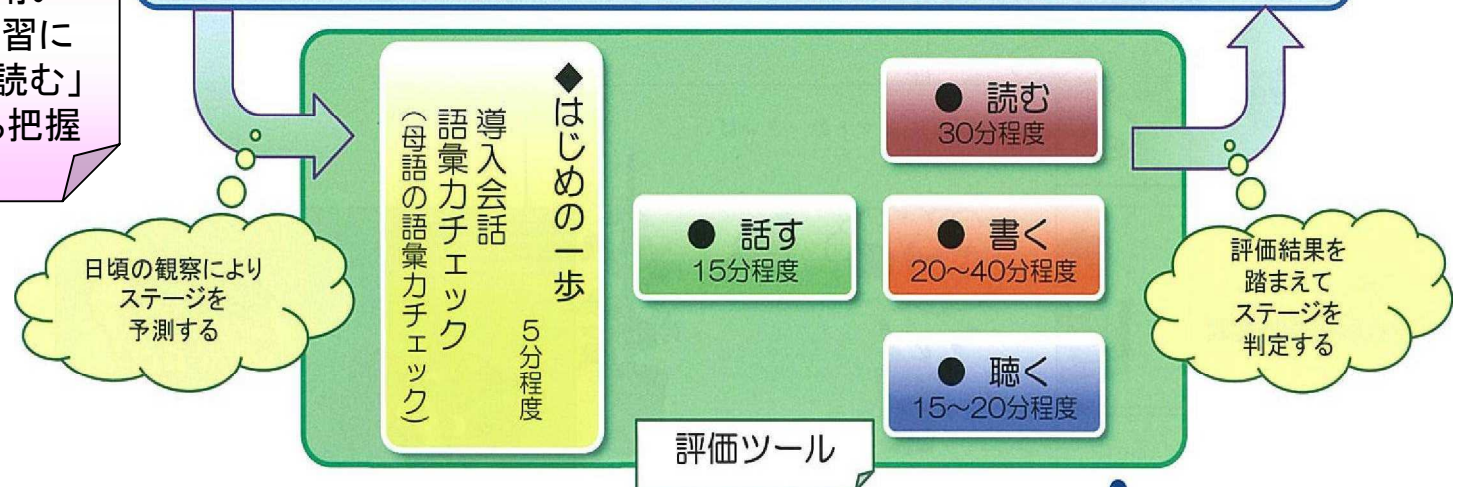 習に
読む」
把握
日頃の観察により
ステージを
予測する
◆はじめの一歩
5分程度
導入会話
語彙力チェック
（母語の語彙力チェック）
● 話す
15分程度
● 読む
30分程度
● 書く
20～40分程度
● 聴く
15～20分程度
評価結果を
踏まえて
ステージを
判定する
評価ツール